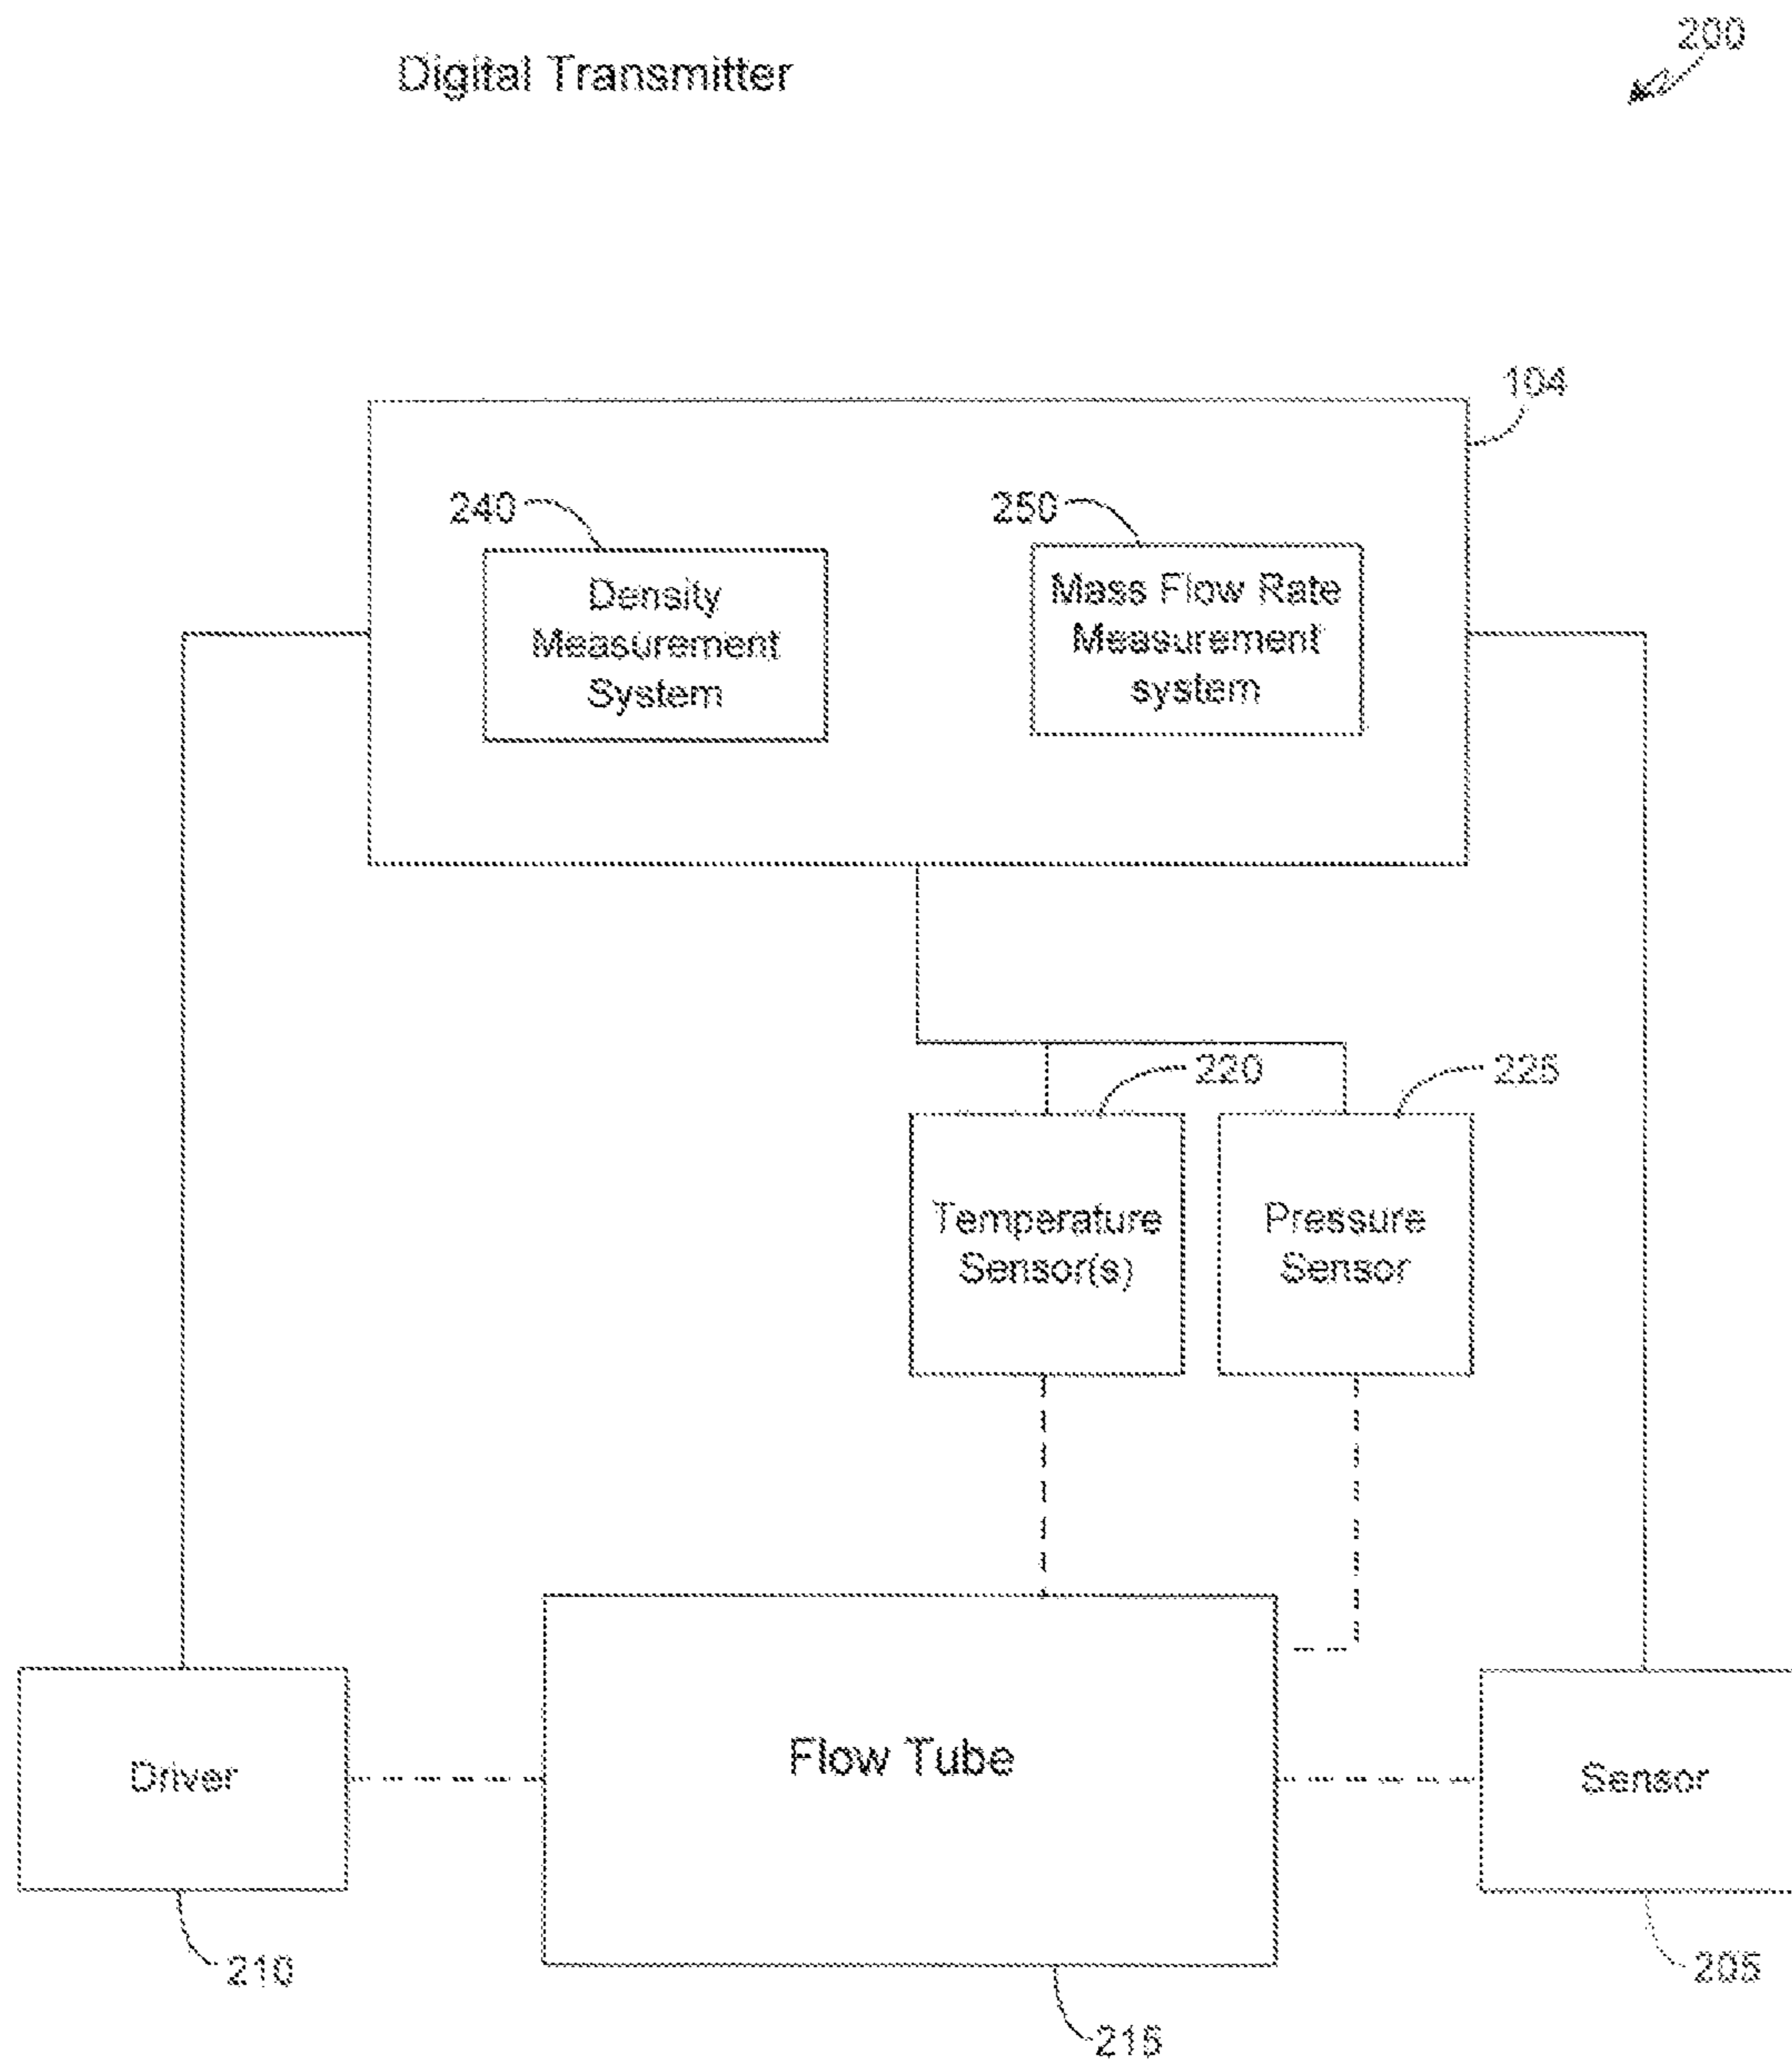 Digital Transmitter
200
104
240
250
Density
Measurement
System
Mass Flow Rate
Measurement
system
220
225
Temperature
Sensor(s)
Pressure
Sensor
Flow Tube
Driver
Sensor
210
215
205